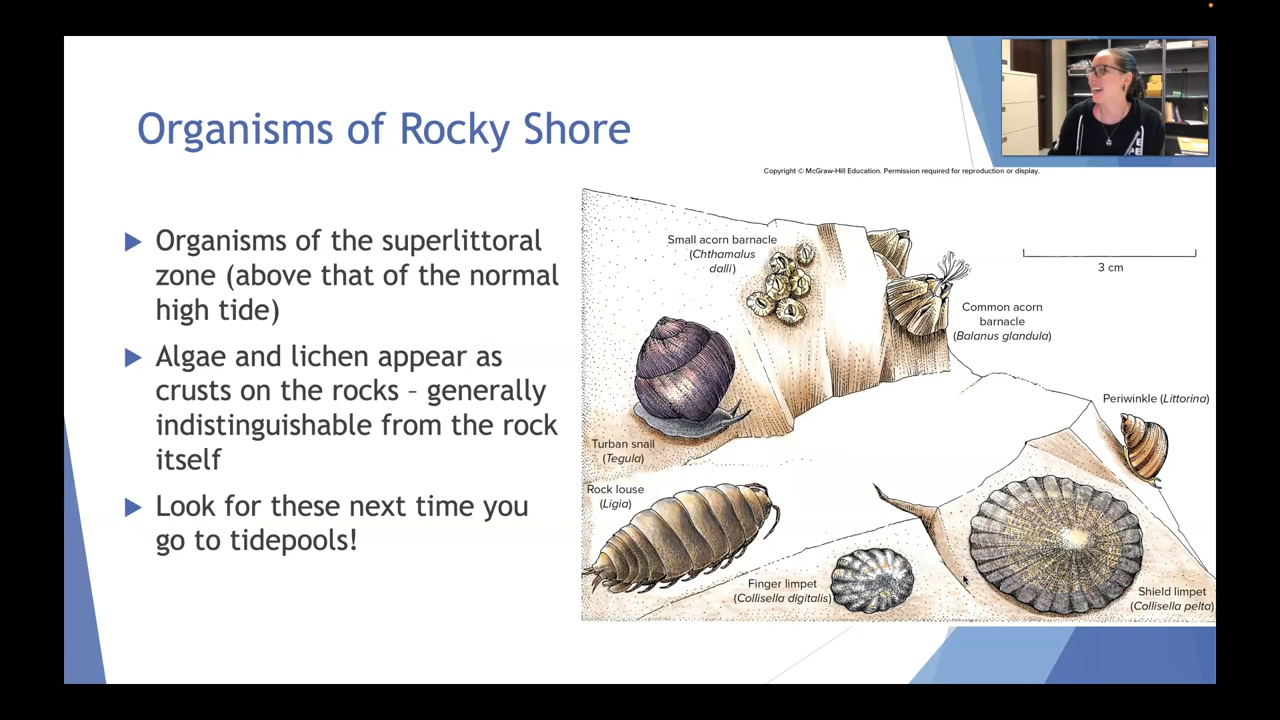 Organisms of Rocky Shore
Copyright © McGraw-Hill Education. Permission required for reproduction or display.
Organisms of the superlittoral
zone (above that of the normal
high tide)
Algae and lichen appear as
crusts on the rocks – generally
indistinguishable from the rock
itself
Look for these next time you
go to tidepools!
Small acorn barnacle
(Chthamalus
dalli)
3 cm
Common acorn
barnacle
(Balanus glandula)
Periwinkle (Littorina)
Turban snail
(Tegula)
Rock louse
(Ligia)
Finger limpet
(Collisella digitalis)
Shield limpet
(Collisella pelta)